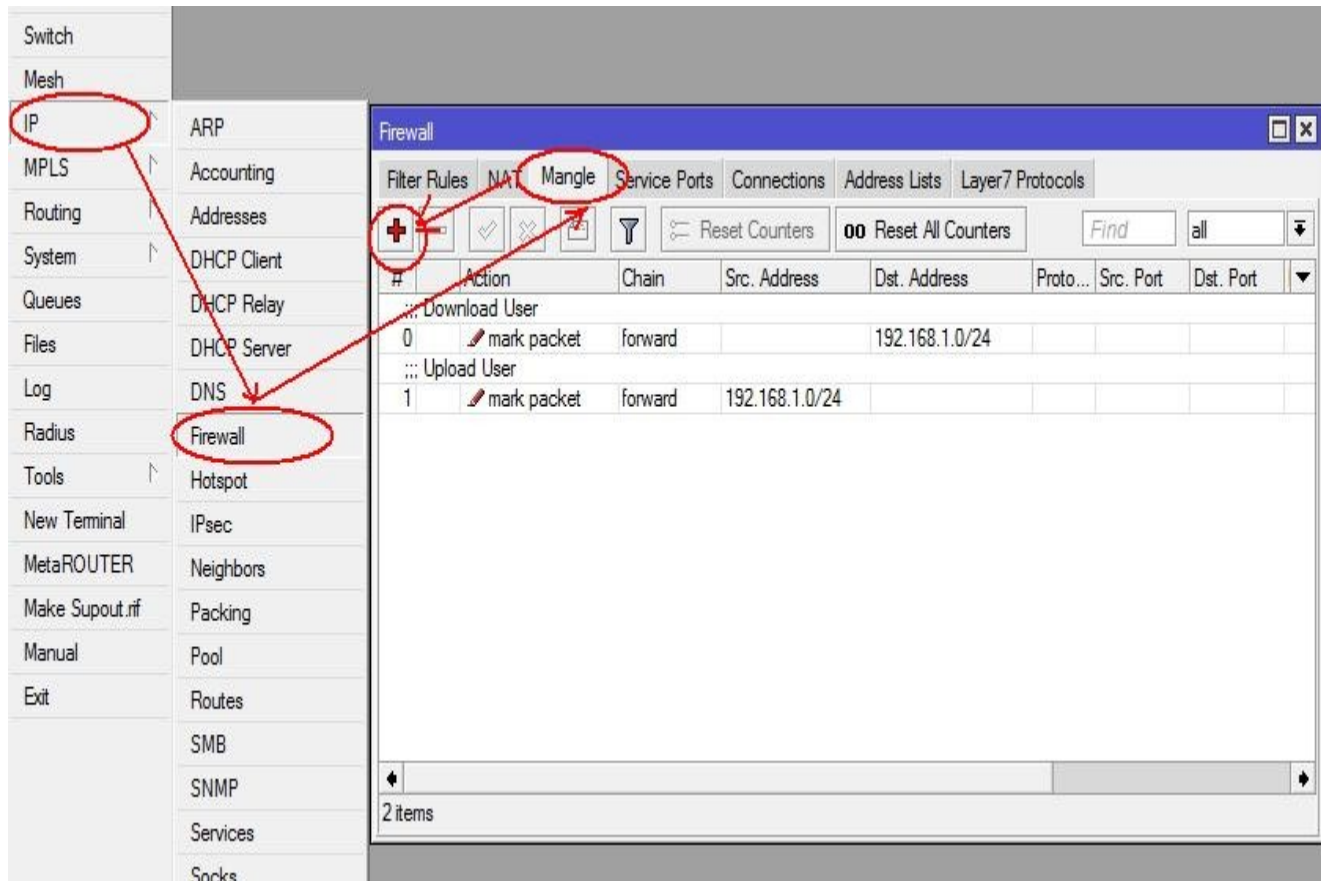 Switch
Mesh
IP
MPLS
Routing
System
Queues
Files
Log
Radius
Tools
New Terminal
MetaROUTER
Make Supout.rif
Manual
Exit
ARP
Accounting
Addresses
DHCP Client
DHCP Relay
DHCP Server
DNS
Firewall
Hotspot
IPsec
Neighbors
Packing
Pool
Routes
SMB
SNMP
Services
Socks
Firewall
Filter Rules NAT Mangle Service Ports Connections Address Lists Layer7 Protocols
Reset Counters 00 Reset All Counters Find all
# Action Chain Src. Address Dst. Address Proto... Src. Port Dst. Port
;;; Download User
0 mark packet forward 192.168.1.0/24
;;; Upload User
1 mark packet forward 192.168.1.0/24
2 items